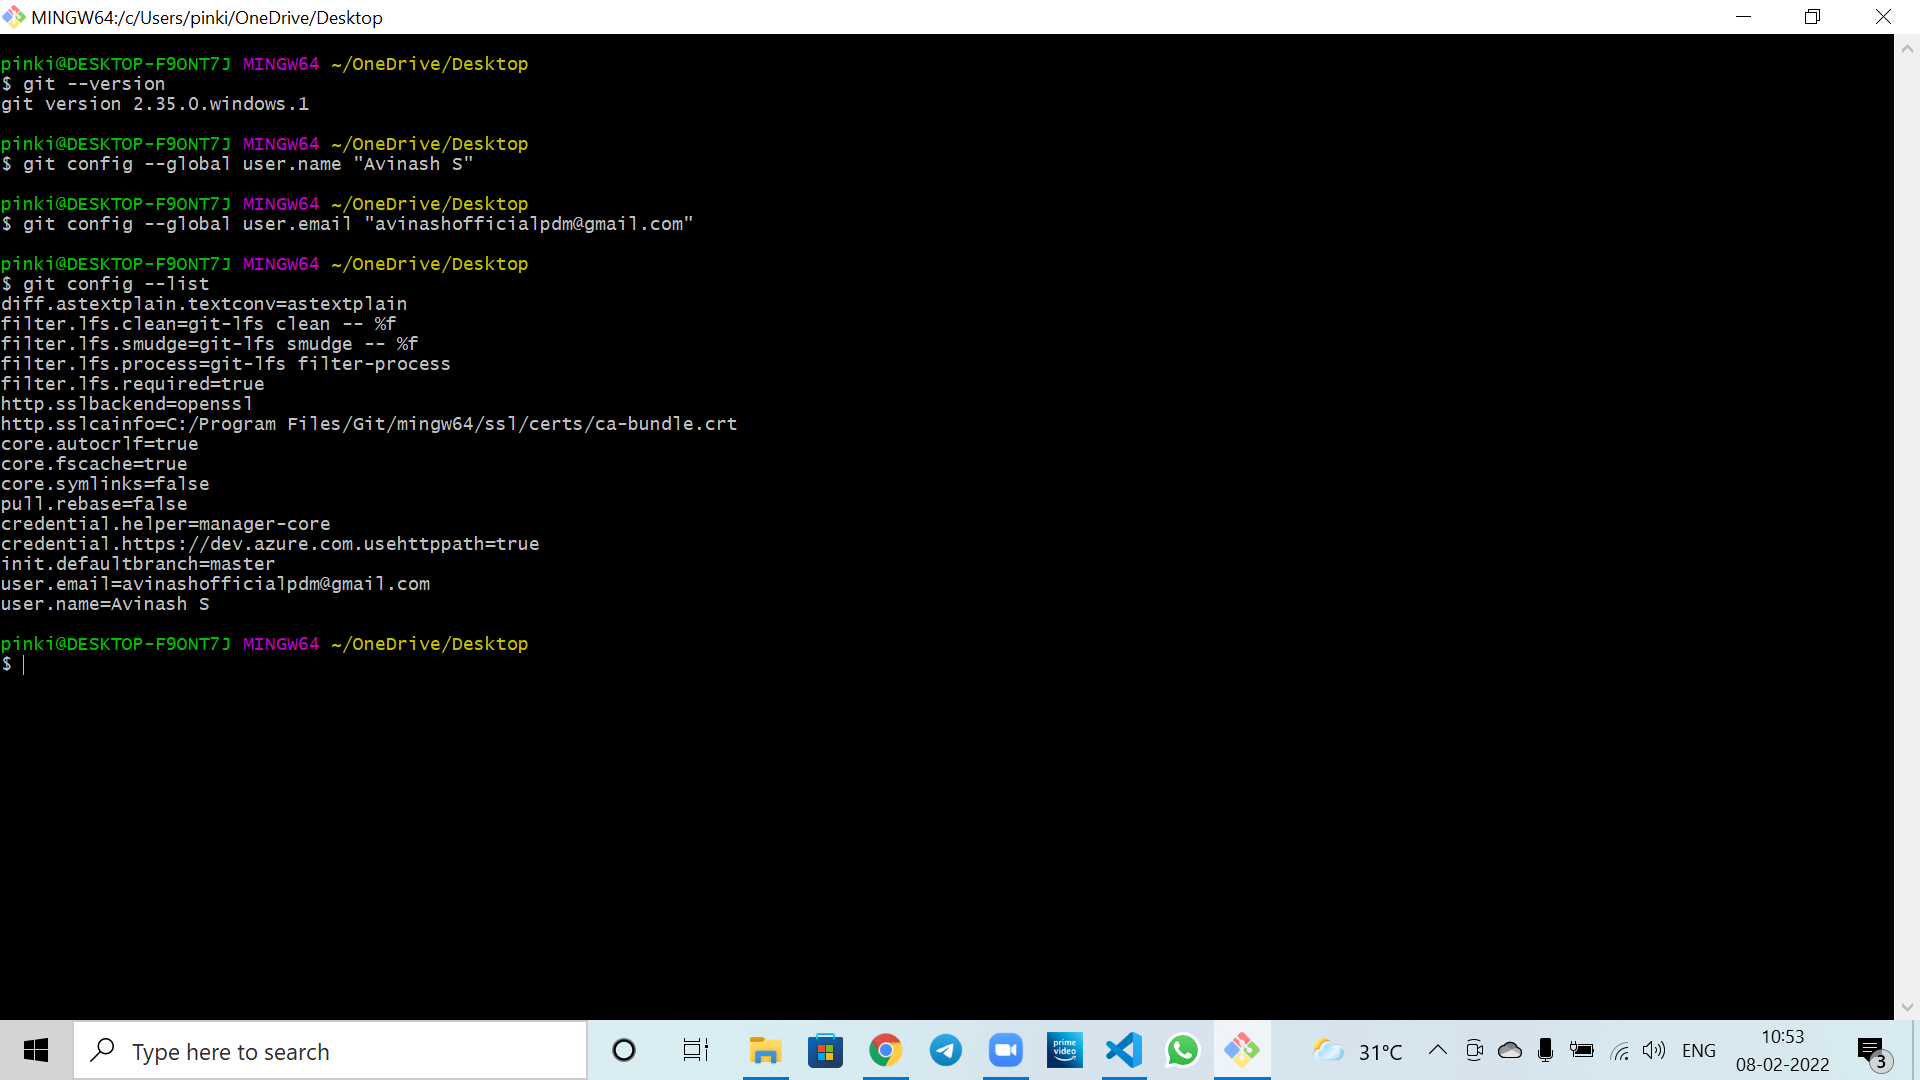 MINGW64:/c/Users/pinki/OneDrive/Desktop
pinki@DESKTOP-F9ONT7J MINGW64 ~/OneDrive/Desktop
$ git --version
git version 2.35.0.windows.1
pinki@DESKTOP-F9ONT7J MINGW64 ~/OneDrive/Desktop
$ git config --global user.name "Avinash S"
pinki@DESKTOP-F9ONT7J MINGW64 ~/OneDrive/Desktop
$ git config --global user.email "avinashofficialpdm@gmail.com"
pinki@DESKTOP-F9ONT7J MINGW64 ~/OneDrive/Desktop
$ git config --list
diff.astextplain.textconv=astextplain
filter.lfs.clean=git-lfs clean -- %f
filter.lfs.smudge=git-lfs smudge -- %f
filter.lfs.process=git-lfs filter-process
filter.lfs.required=true
http.sslbackend=openssl
http.sslcainfo=C:/Program Files/Git/mingw64/ssl/certs/ca-bundle.crt
core.autocrlf=true
core.fscache=true
core.symlinks=false
pull.rebase=false
credential.helper=manager-core
credential.https://dev.azure.com.usehttppath=true
init.defaultbranch=master
user.email=avinashofficialpdm@gmail.com
user.name=Avinash S
pinki@DESKTOP-F9ONT7J MINGW64 ~/OneDrive/Desktop
$
Type here to search
prime video
31°C
ENG
10:53
08-02-2022
3